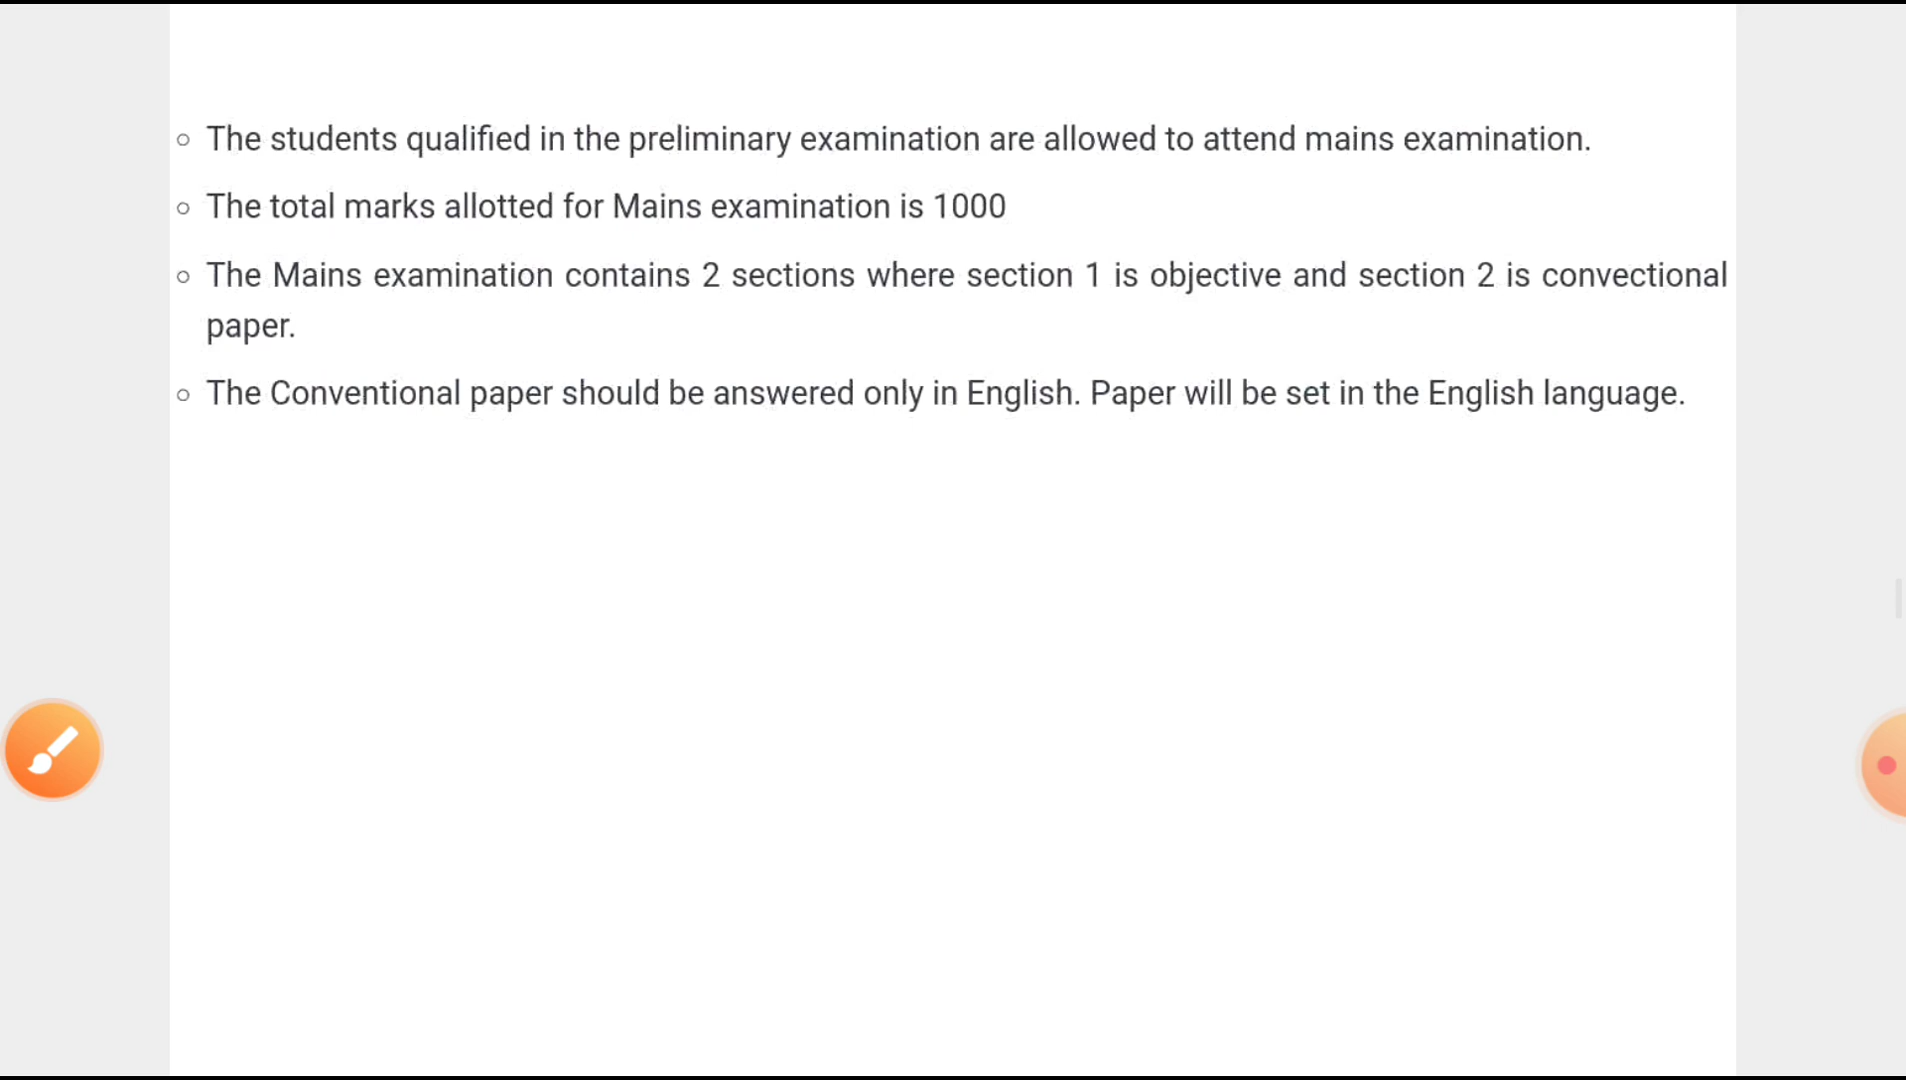 The students qualified in the preliminary examination are allowed to attend mains examination.
The total marks allotted for Mains examination is 1000
The Mains examination contains 2 sections where section 1 is objective and section 2 is convectional
paper.
The Conventional paper should be answered only in English. Paper will be set in the English language.